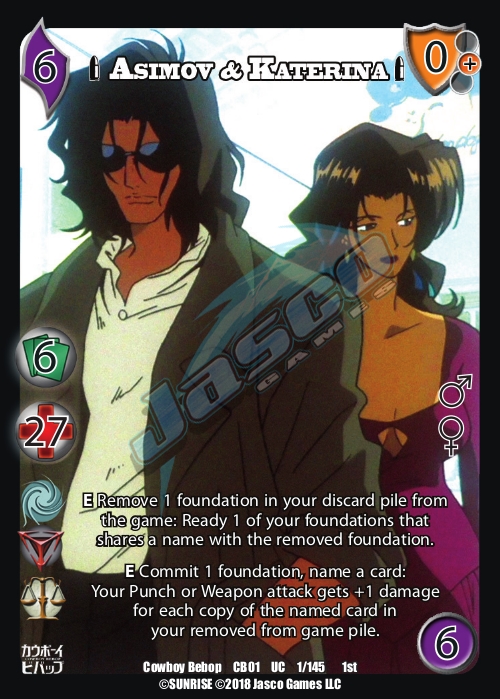 6
ASIMOV & KATERINA
0
+
6
27
JASCO
GAMES
E Remove 1 foundation in your discard pile from
the game: Ready 1 of your foundations that
shares a name with the removed foundation.
E Commit 1 foundation, name a card:
Your Punch or Weapon attack gets +1 damage
for each copy of the named card in
your removed from game pile.
6
カウボーイ
COWBOY BEBOP
ビバップ
Cowboy Bebop CB01 UC 1/145 1st
©SUNRISE ©2018 Jasco Games LLC